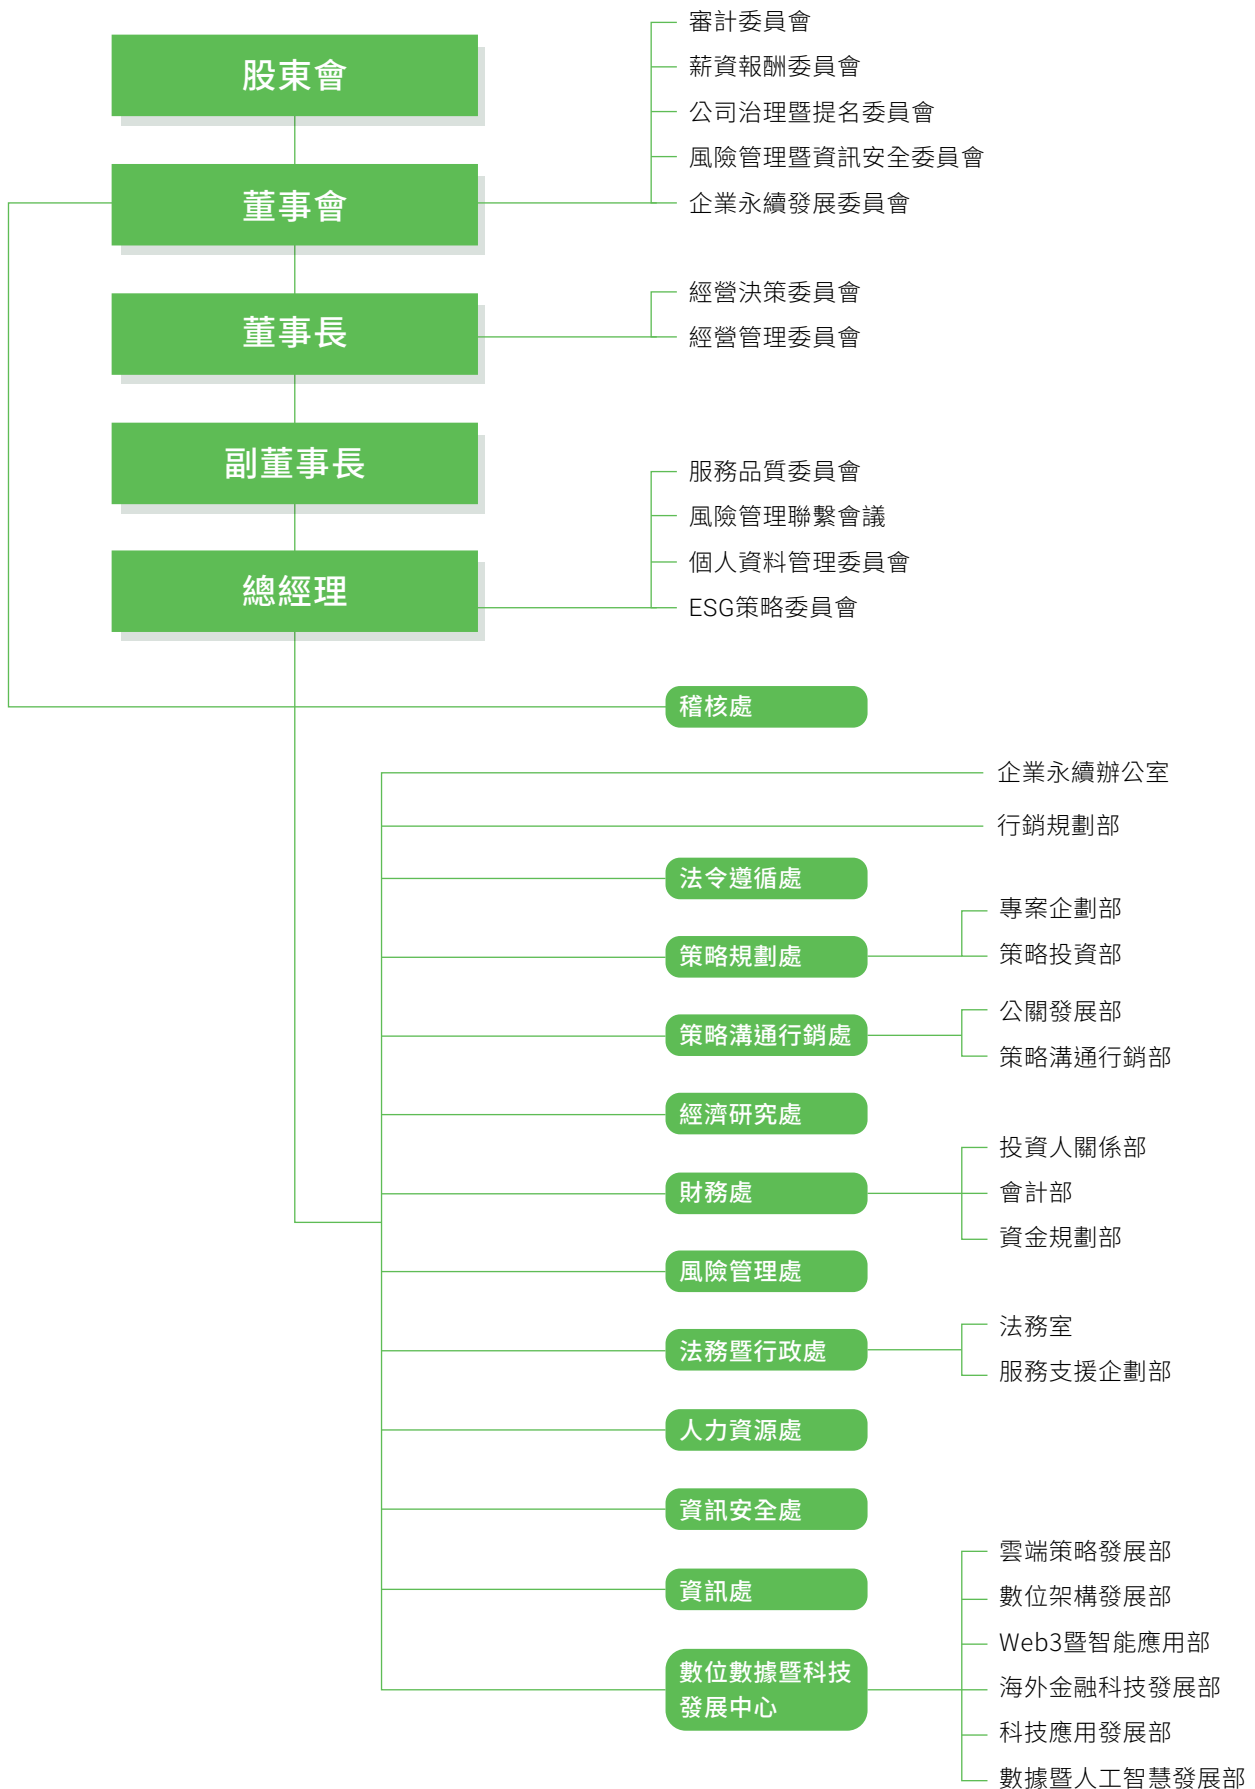 股東會
董事會
審計委員會
薪資報酬委員會
公司治理暨提名委員會
風險管理暨資訊安全委員會
企業永續發展委員會
董事長
經營決策委員會
經營管理委員會
副董事長
總經理
服務品質委員會
風險管理聯繫會議
個人資料管理委員會
ESG策略委員會
稽核處
企業永續辦公室
行銷規劃部
法令遵循處
策略規劃處
專案企劃部
策略投資部
策略溝通行銷處
公關發展部
策略溝通行銷部
經濟研究處
財務處
投資人關係部
會計部
資金規劃部
風險管理處
法務暨行政處
法務室
服務支援企劃部
人力資源處
資訊安全處
資訊處
數位數據暨科技
發展中心
雲端策略發展部
數位架構發展部
Web3暨智能應用部
海外金融科技發展部
科技應用發展部
數據暨人工智慧發展部